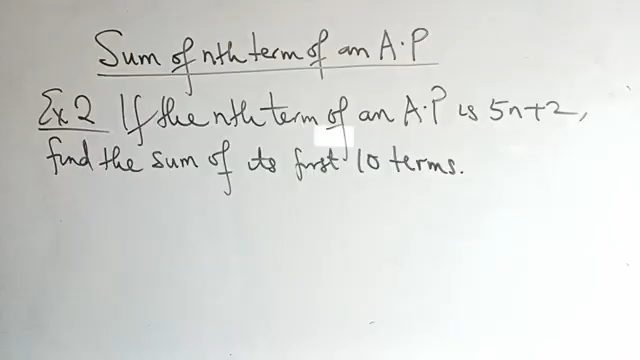 Sum of nth term of an A.P
Ex 2 If the nth term of an A.P is 5n+2,
find the sum of its first 10 terms.